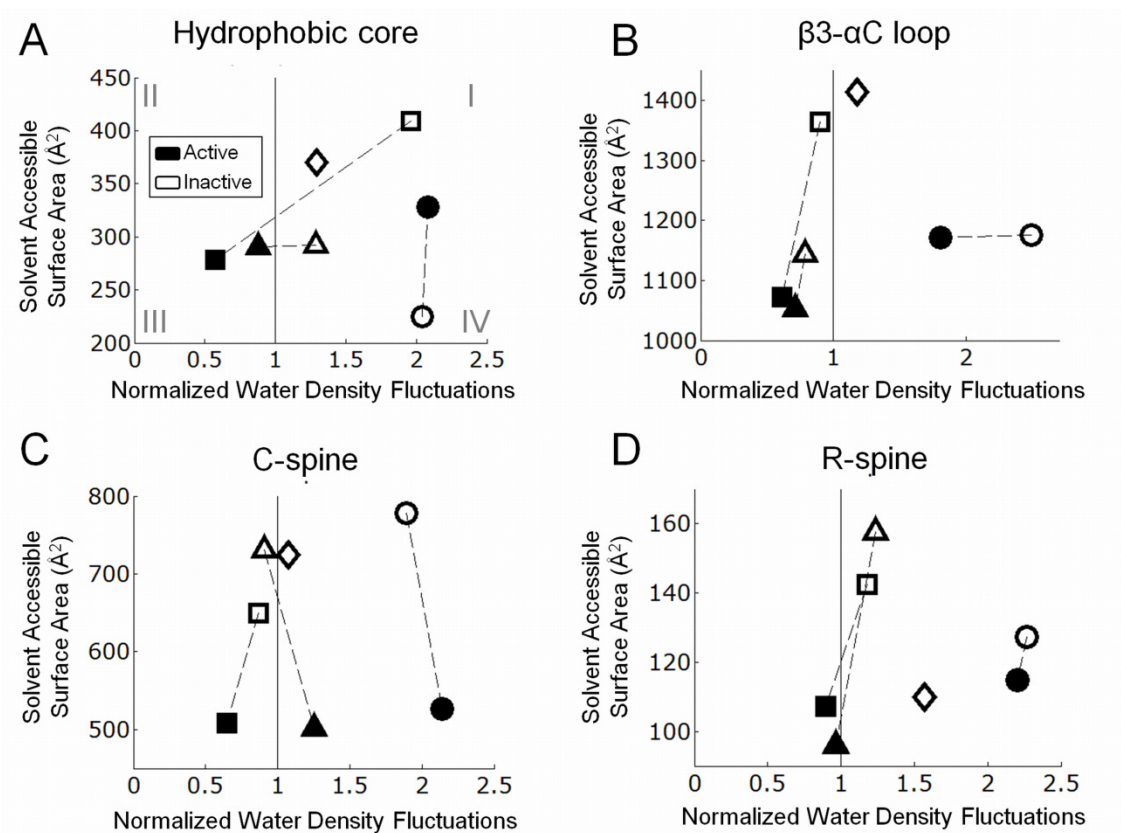 A
Hydrophobic core
Solvent Accessible
Surface Area (Å²)
450
400
350
300
250
200
II
I
III
IV
Active
Inactive
0
0.5
1
1.5
2
2.5
Normalized Water Density Fluctuations
B
β3-αC loop
Solvent Accessible
Surface Area (Å²)
1400
1300
1200
1100
1000
0
1
2
Normalized Water Density Fluctuations
C
C-spine
Solvent Accessible
Surface Area (Å²)
800
700
600
500
0
0.5
1
1.5
2
2.5
Normalized Water Density Fluctuations
D
R-spine
Solvent Accessible
Surface Area (Å²)
160
140
120
100
0
0.5
1
1.5
2
2.5
Normalized Water Density Fluctuations